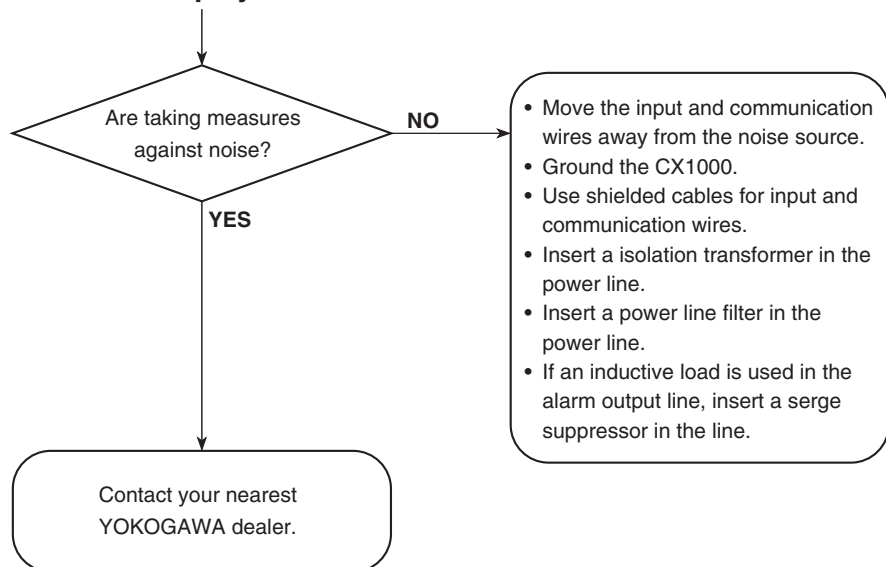 Are taking measures
against noise?
NO
YES
• Move the input and communication
wires away from the noise source.
• Ground the CX1000.
• Use shielded cables for input and
communication wires.
• Insert a isolation transformer in the
power line.
• Insert a power line filter in the
power line.
• If an inductive load is used in the
alarm output line, insert a serge
suppressor in the line.
Contact your nearest
YOKOGAWA dealer.